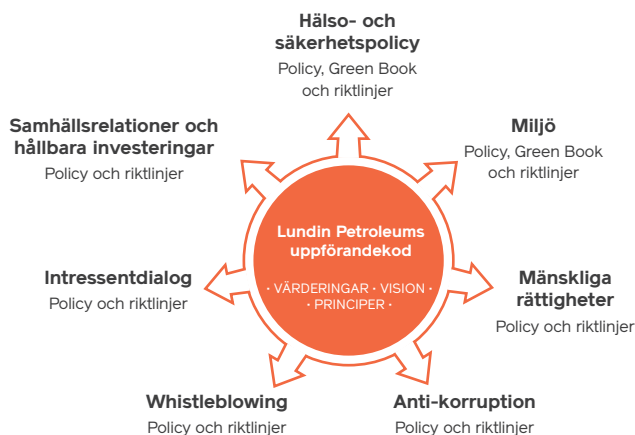 Hälso- och
säkerhetspolicy
Policy, Green Book
och riktlinjer
Samhällsrelationer och
hållbara investeringar
Policy och riktlinjer
Miljö
Policy, Green Book
och riktlinjer
Lundin Petroleums
uppförandekod
· VÄRDERINGAR · VISION ·
· PRINCIPER ·
Intressentdialog
Policy och riktlinjer
Mänskliga
rättigheter
Policy och riktlinjer
Whistleblowing
Policy och riktlinjer
Anti-korruption
Policy och riktlinjer